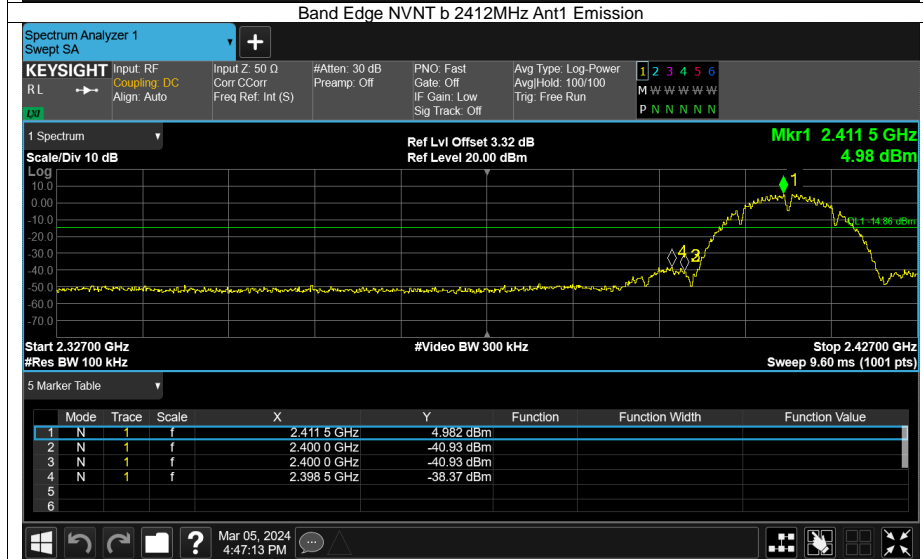 Band Edge NVNT b 2412MHz Ant1 Emission
Spectrum Analyzer 1
Swept SA
+
KEYSIGHT Input: RF Input Z: 50 Ω #Atten: 30 dB PNO: Fast Avg Type: Log-Power 1 2 3 4 5 6
RL Coupling: DC Corr CCorr Preamp: Off Gate: Off Avg|Hold: 100/100 M W W W W W
Align: Auto Freq Ref: Int (S) IF Gain: Low Trig: Free Run
LXI Sig Track: Off P N N N N N
1 Spectrum Ref Lvl Offset 3.32 dB Mkr1 2.411 5 GHz
Scale/Div 10 dB Ref Level 20.00 dBm 4.98 dBm
Log
10.0
0.00
-10.0
-20.0
-30.0
-40.0
-50.0
-60.0
-70.0
1
DL1 -14.86 dBm
4 2
Start 2.32700 GHz #Video BW 300 kHz Stop 2.42700 GHz
#Res BW 100 kHz Sweep 9.60 ms (1001 pts)
5 Marker Table
Mode Trace Scale X Y Function Function Width Function Value
1 N 1 f 2.411 5 GHz 4.982 dBm
2 N 1 f 2.400 0 GHz -40.93 dBm
3 N 1 f 2.400 0 GHz -40.93 dBm
4 N 1 f 2.398 5 GHz -38.37 dBm
5
6
? Mar 05, 2024
4:47:13 PM